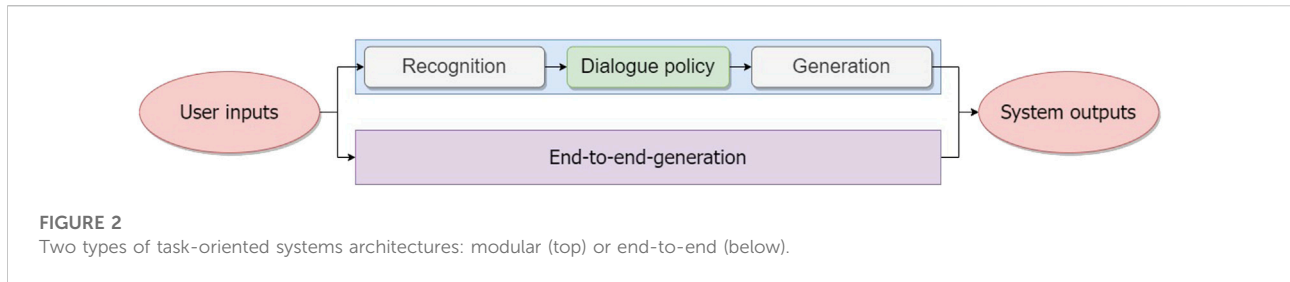 Recognition
Dialogue policy
Generation
User inputs
System outputs
End-to-end-generation
FIGURE 2
Two types of task-oriented systems architectures: modular (top) or end-to-end (below).